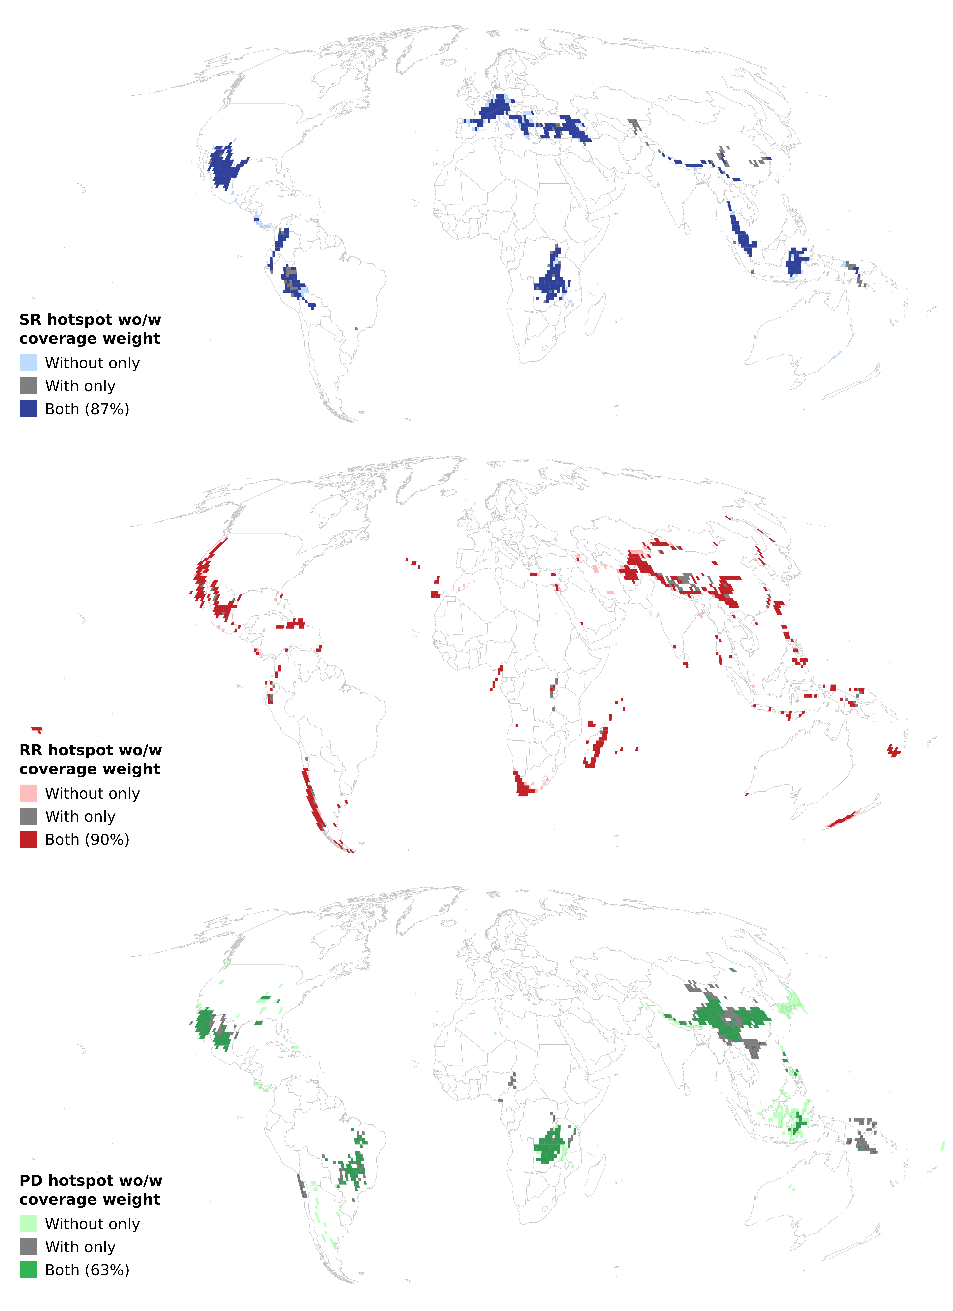 SR hotspot wo/w
coverage weight
Without only
With only
Both (87%)
RR hotspot wo/w
coverage weight
Without only
With only
Both (90%)
PD hotspot wo/w
coverage weight
Without only
With only
Both (63%)